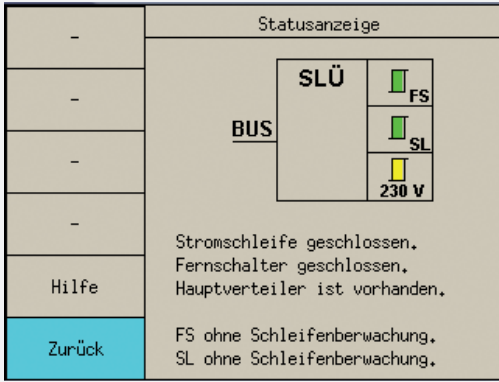 Statusanzeige
-
-
-
-
Hilfe
Zurück
SLÜ
BUS
FS
SL
230 V
Stromschleife geschlossen.
Fernschalter geschlossen.
Hauptverteiler ist vorhanden.
FS ohne Schleifenberwachung.
SL ohne Schleifenberwachung.